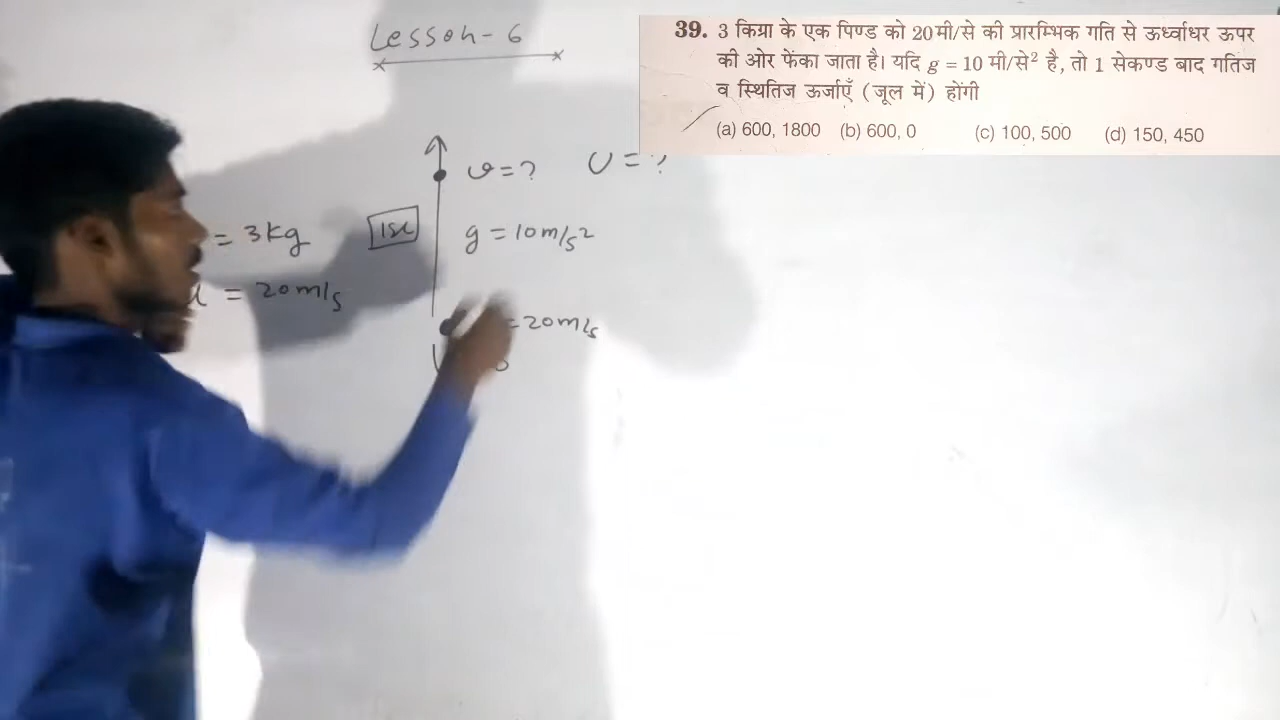 Lesson - 6
39. 3 किग्रा के एक पिण्ड को 20 मी/से की प्रारम्भिक गति से ऊर्ध्वाधर ऊपर
की ओर फेंका जाता है। यदि g = 10 मी/से² है, तो 1 सेकण्ड बाद गतिज
व स्थितिज ऊर्जाएँ (जूल में) होंगी
(a) 600, 1800 (b) 600, 0 (c) 100, 500 (d) 150, 450
v = ? U = ?
= 3kg 1sec g = 10m/s²
u = 20m/s
= 20m/s